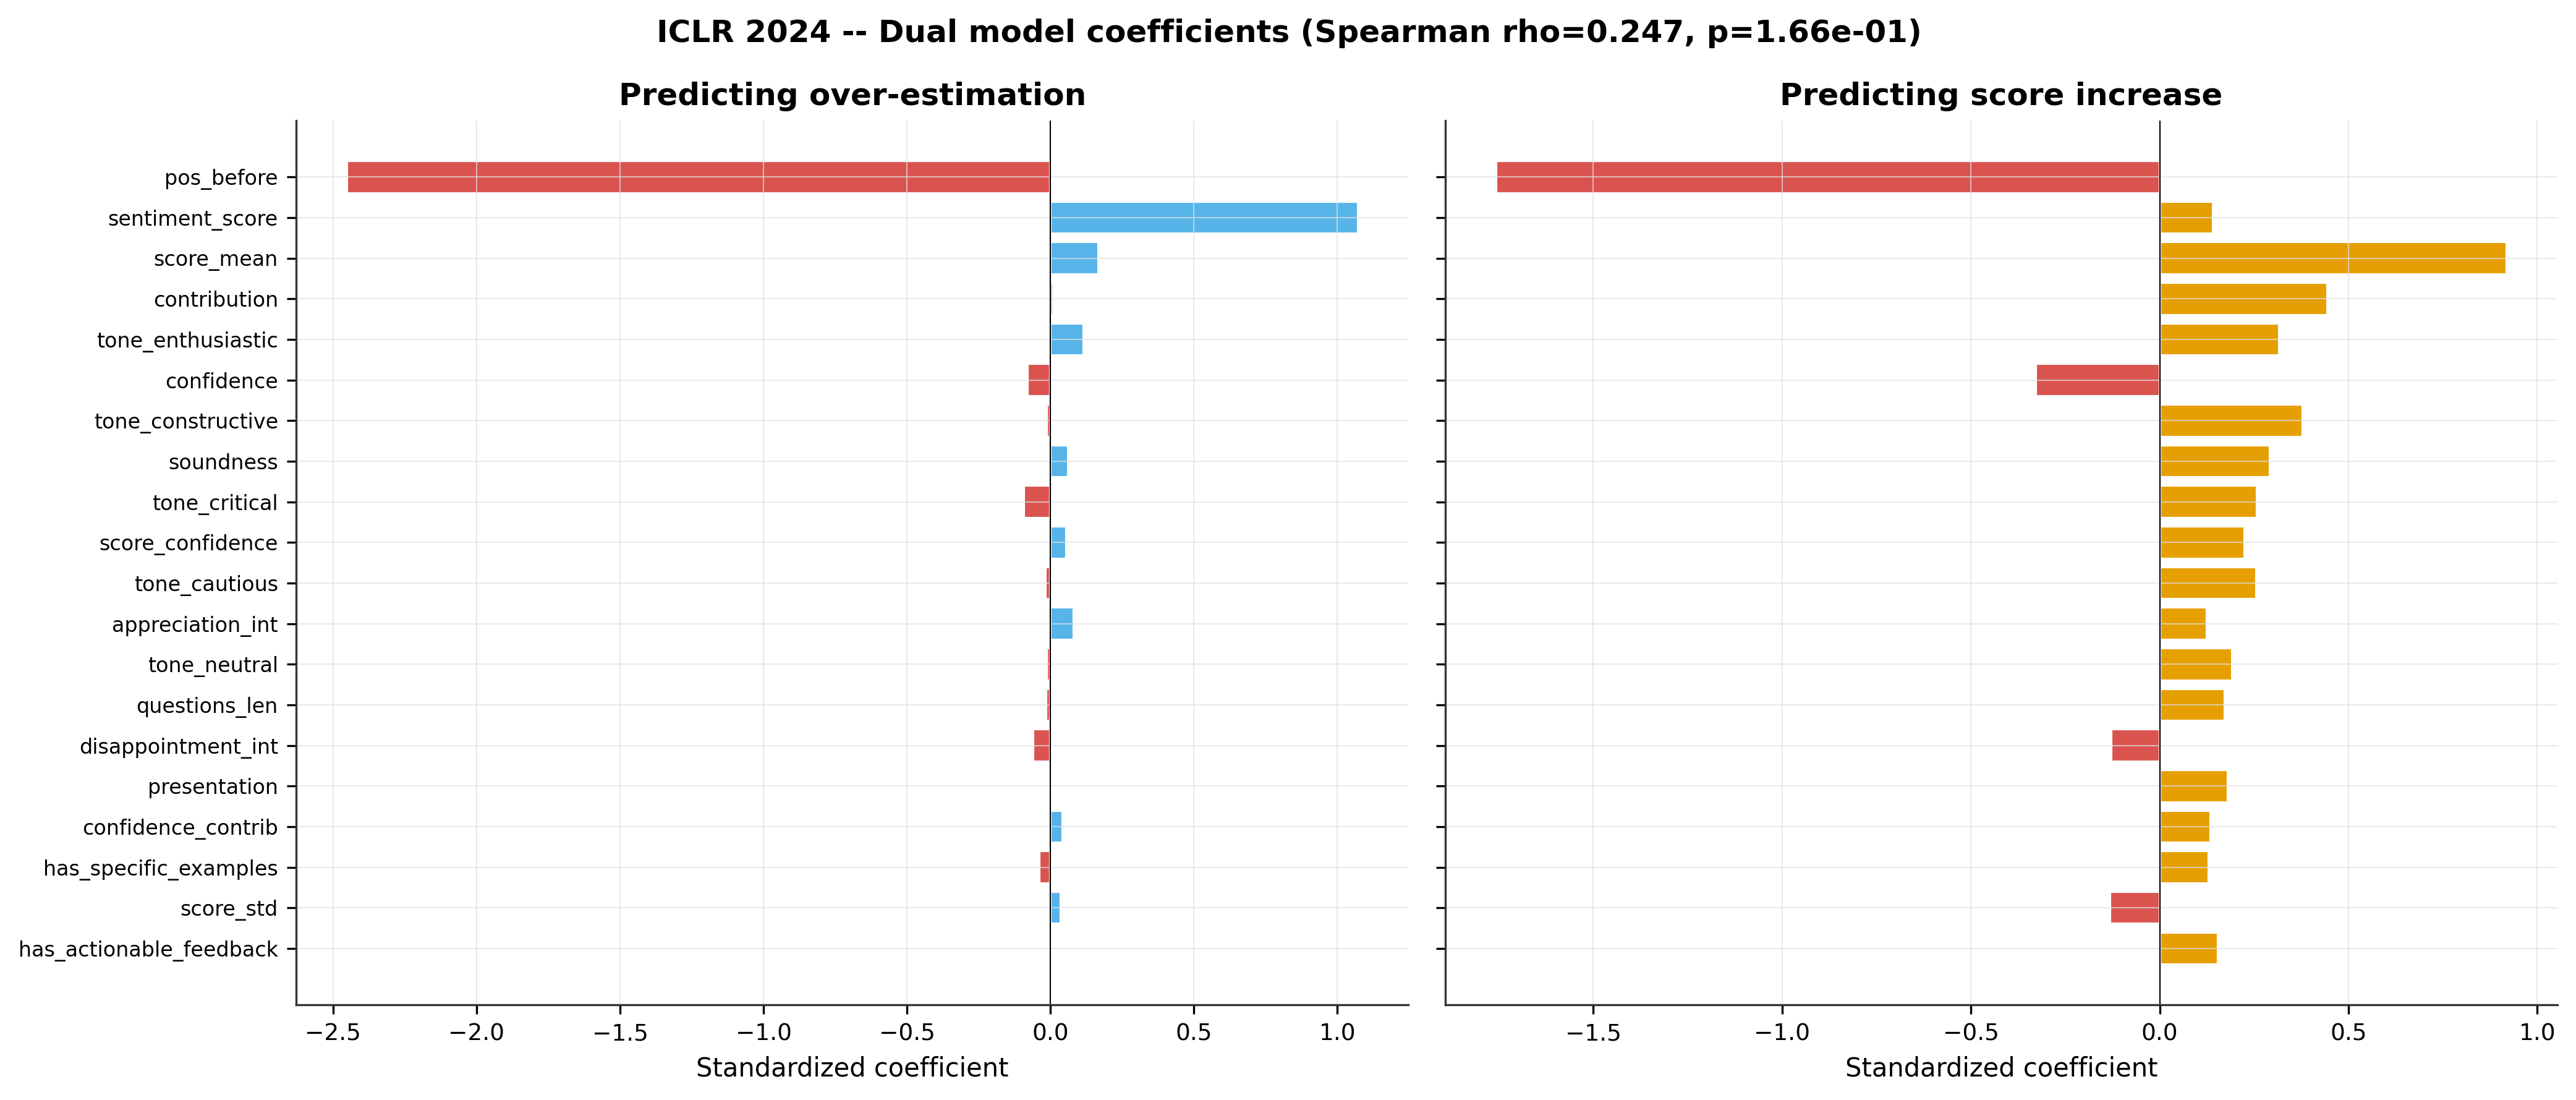 ICLR 2024 -- Dual model coefficients (Spearman rho=0.247, p=1.66e-01)
Predicting over-estimation
Predicting score increase
pos_before
sentiment_score
score_mean
contribution
tone_enthusiastic
confidence
tone_constructive
soundness
tone_critical
score_confidence
tone_cautious
appreciation_int
tone_neutral
questions_len
disappointment_int
presentation
confidence_contrib
has_specific_examples
score_std
has_actionable_feedback
−2.5 −2.0 −1.5 −1.0 −0.5 0.0 0.5 1.0
Standardized coefficient
−1.5 −1.0 −0.5 0.0 0.5 1.0
Standardized coefficient